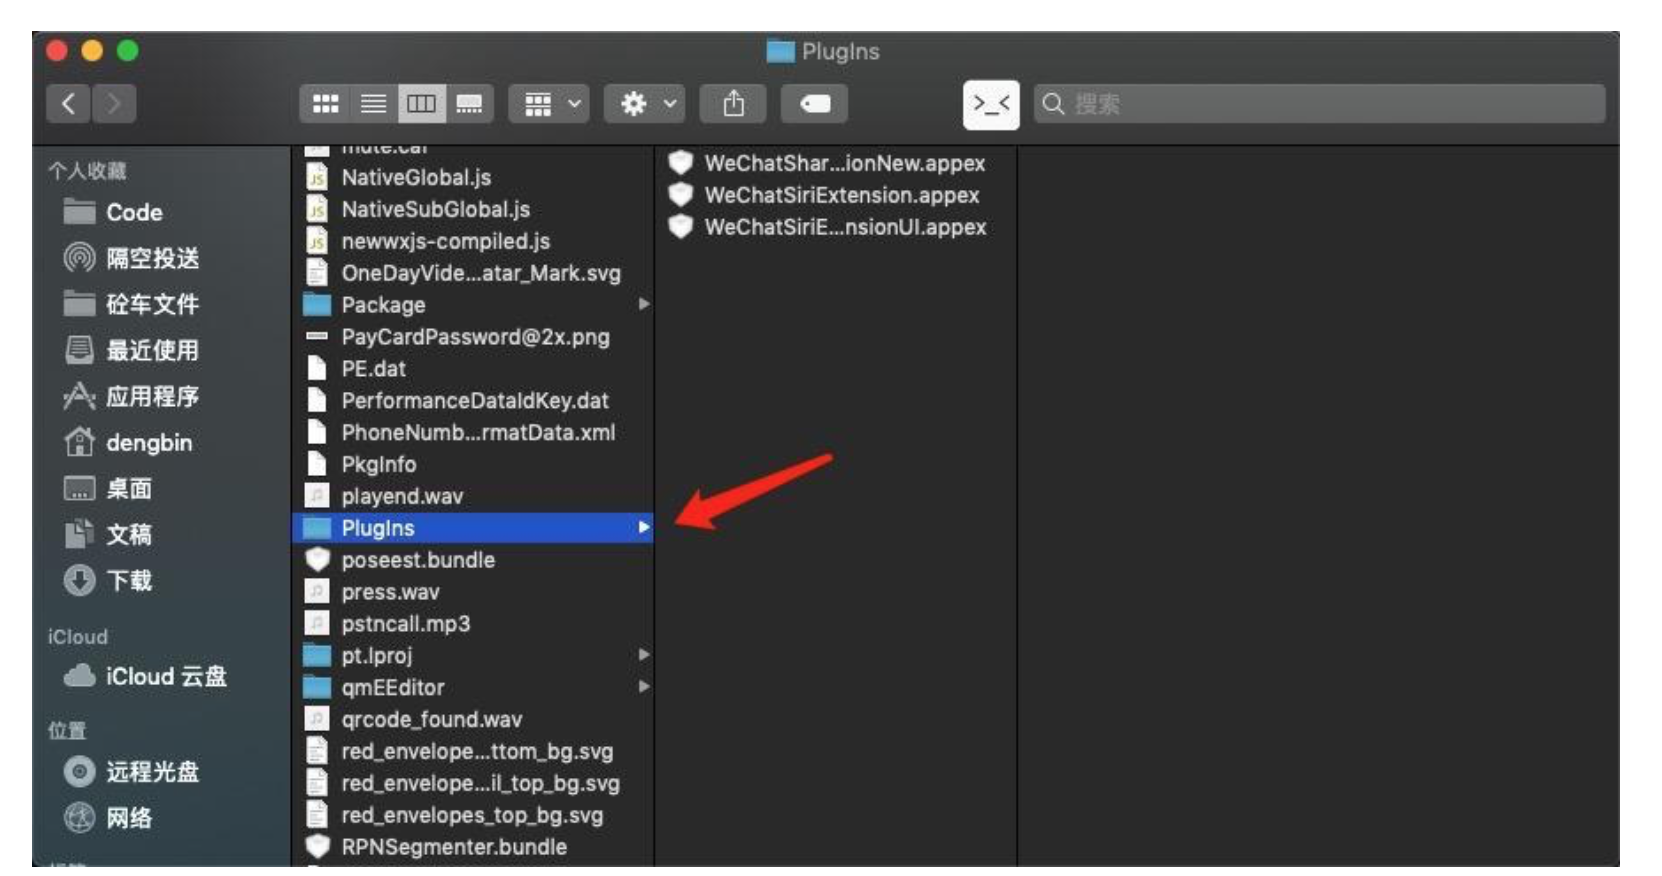 PlugIns
>_<
搜索
个人收藏
Code
隔空投送
砼车文件
最近使用
应用程序
dengbin
桌面
文稿
下载
iCloud
iCloud 云盘
位置
远程光盘
网络
mute.caf
NativeGlobal.js
NativeSubGlobal.js
newwxjs-compiled.js
OneDayVide...atar_Mark.svg
Package
PayCardPassword@2x.png
PE.dat
PerformanceDataIdKey.dat
PhoneNumb...rmatData.xml
PkgInfo
playend.wav
PlugIns
poseest.bundle
press.wav
pstncall.mp3
pt.lproj
qmEEditor
qrcode_found.wav
red_envelope...ttom_bg.svg
red_envelope...il_top_bg.svg
red_envelopes_top_bg.svg
RPNSegmenter.bundle
WeChatShar...ionNew.appex
WeChatSiriExtension.appex
WeChatSiriE...nsionUI.appex